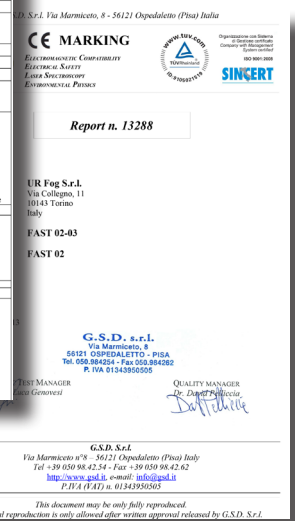 S.r.l. Via Marmiceto, 8 - 56121 Ospedaletto (Pisa) Italia
CE MARKING
ELECTROMAGNETIC COMPATIBILITY
ELECTRICAL SAFETY
LASER SPECTROSCOPY
ENVIRONMENTAL PHYSICS
www.tuv.com
TÜVRheinland
ID:9105021519
Organizzazione con Sistema
di Gestione certificato
Company with Management
System certified
ISO 9001:2008
SINCERT
Report n. 13288
UR Fog S.r.l.
Via Collegno, 11
10143 Torino
Italy
FAST 02-03
FAST 02
G.S.D. s.r.l.
Via Marmiceto, 8
56121 OSPEDALETTO - PISA
Tel. 050.984254 - Fax 050.984262
P. IVA 01343950505
TEST MANAGER
Luca Genovesi
QUALITY MANAGER
Dr. David Pelliccia
G.S.D. S.r.l.
Via Marmiceto n°8 – 56121 Ospedaletto (Pisa) Italy
Tel +39 050 98.42.54 - Fax +39 050 98.42.62
http://www.gsd.it, e-mail: info@gsd.it
P.IVA (VAT) n. 01343950505
This document may be only fully reproduced.
reproduction is only allowed after written approval released by G.S.D. S.r.l.